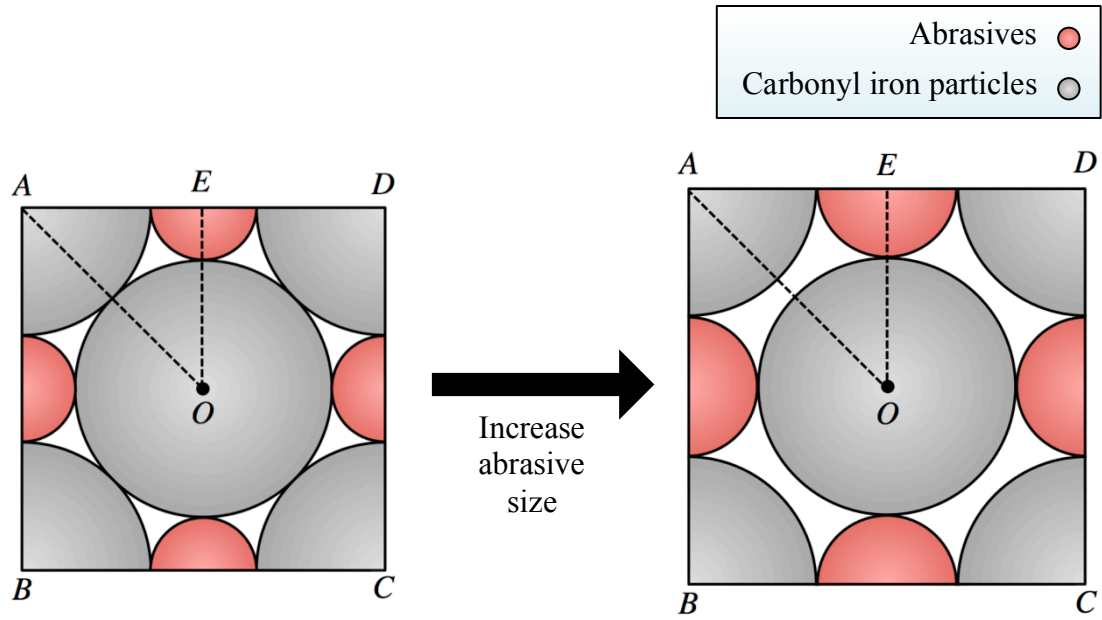 Abrasives
Carbonyl iron particles
A
E
D
O
B
C
Increase
abrasive
size
A
E
D
O
B
C